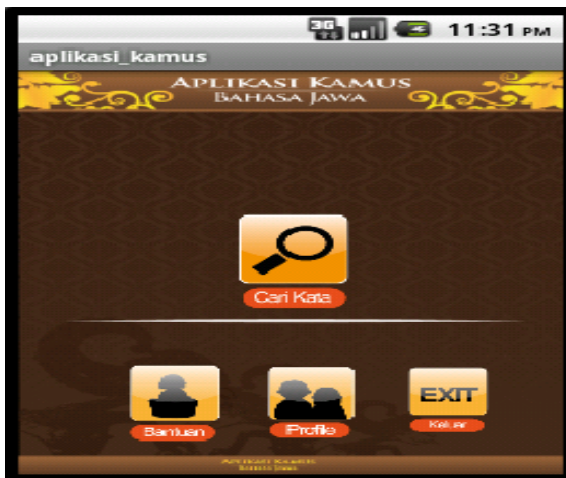 3G 11:31 PM
aplikasi_kamus
APLIKASI KAMUS
BAHASA JAWA
Cari Kata
EXIT
Bantuan Profile Keluar
APLIKASI KAMUS
BAHASA JAWA